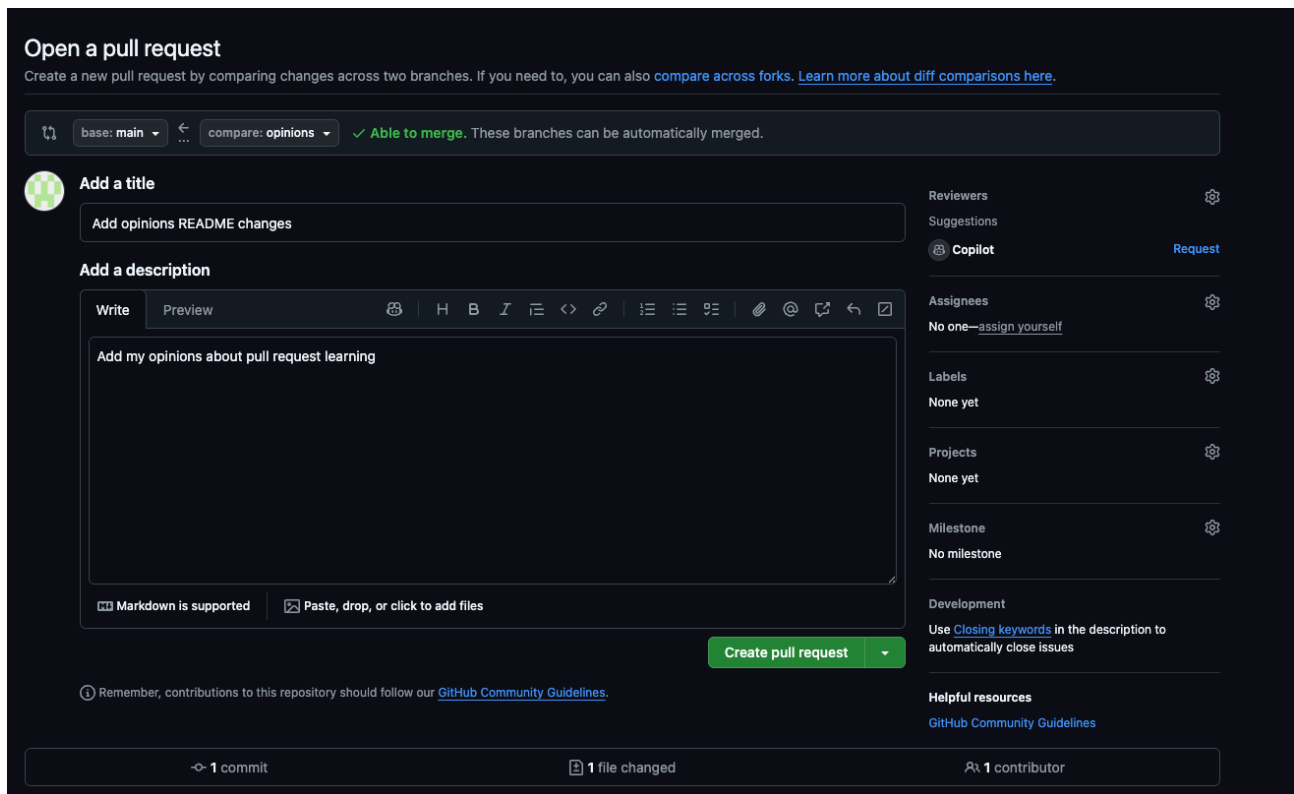 Open a pull request
Create a new pull request by comparing changes across two branches. If you need to, you can also compare across forks. Learn more about diff comparisons here.
base: main
...
compare: opinions
Able to merge. These branches can be automatically merged.
Add a title
Add opinions README changes
Add a description
Write
Preview
H B I
Add my opinions about pull request learning
Markdown is supported
Paste, drop, or click to add files
Create pull request
Remember, contributions to this repository should follow our GitHub Community Guidelines.
Reviewers
Suggestions
Copilot
Request
Assignees
No one—assign yourself
Labels
None yet
Projects
None yet
Milestone
No milestone
Development
Use Closing keywords in the description to
automatically close issues
Helpful resources
GitHub Community Guidelines
1 commit
1 file changed
1 contributor